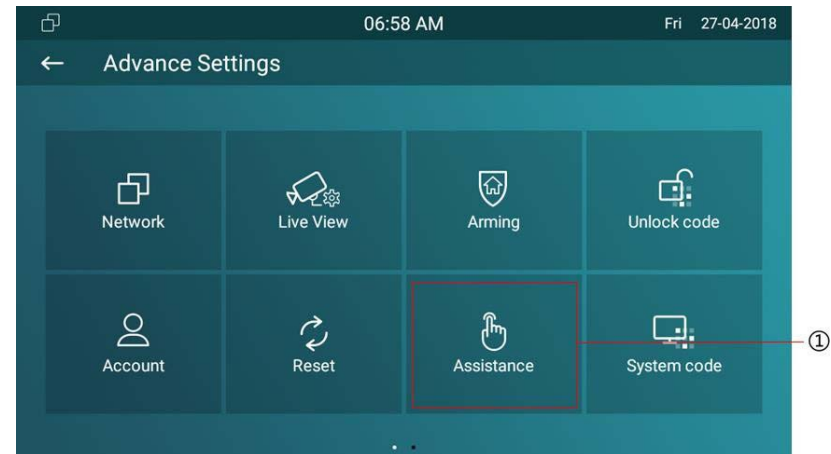 06:58 AM Fri 27-04-2018
← Advance Settings
Network Live View Arming Unlock code
Account Reset Assistance System code
①